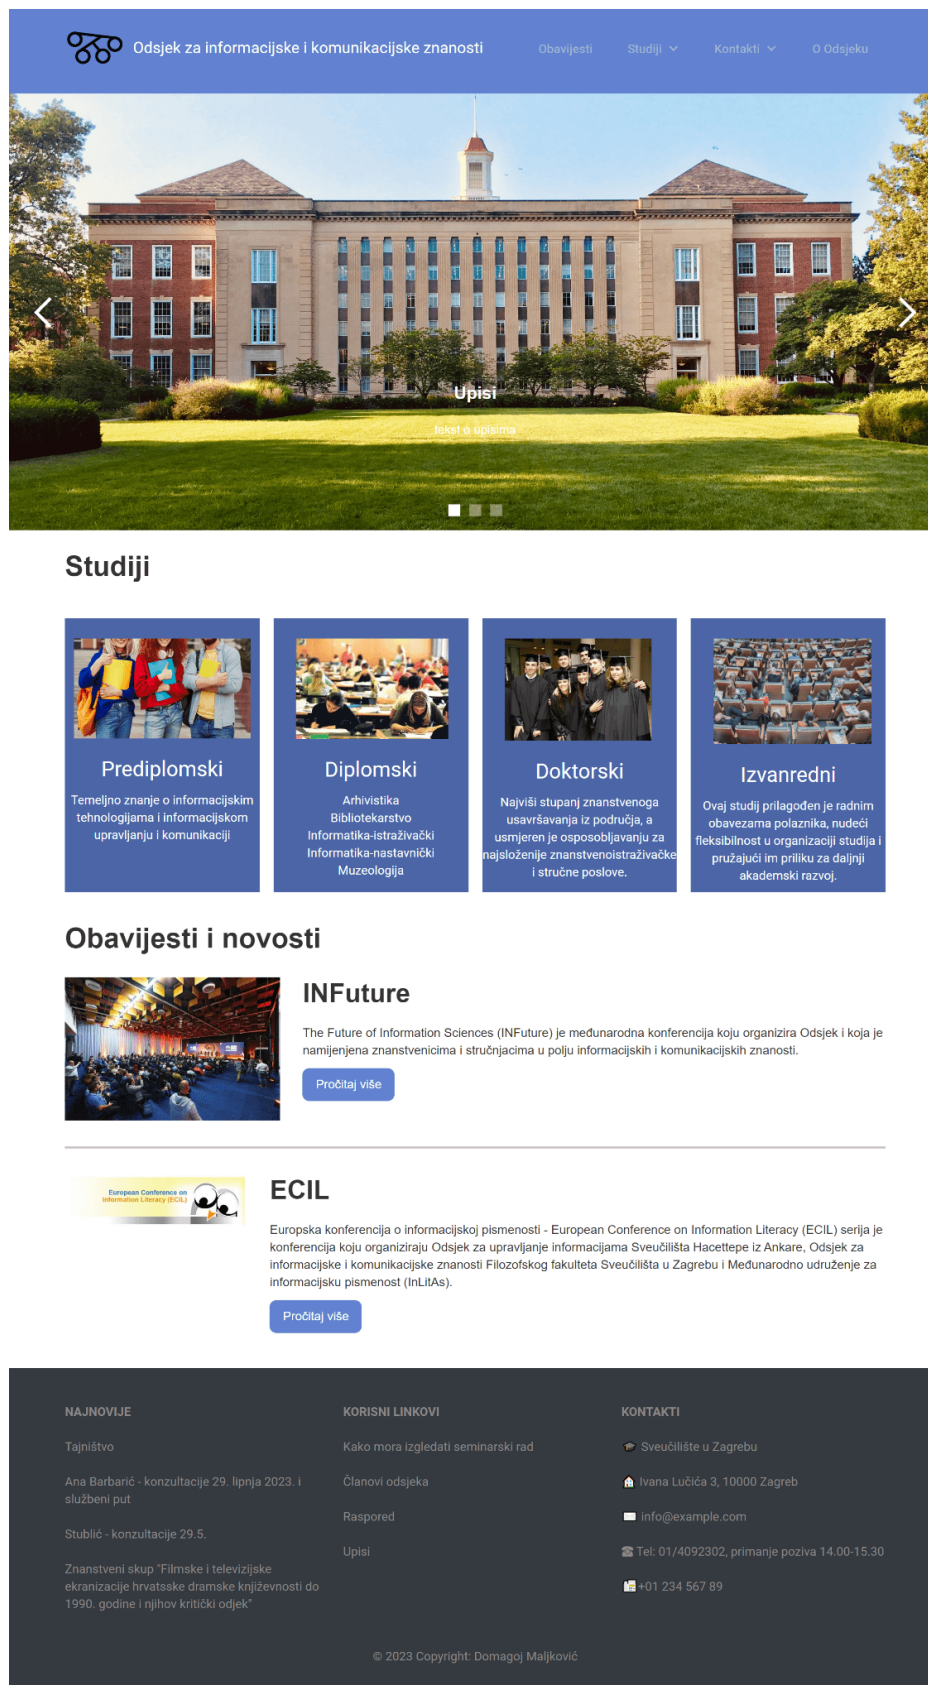 Odsjek za informacijske i komunikacijske znanosti
Obavijesti
Studiji
Kontakti
O Odsjeku
Upisi
tekst o upisima
Studiji
Prediplomski
Temeljno znanje o informacijskim
tehnologijama i informacijskom
upravljanju i komunikaciji
Diplomski
Arhivistika
Bibliotekarstvo
Informatika-istraživački
Informatika-nastavnički
Muzeologija
Doktorski
Najviši stupanj znanstvenoga
usavršavanja iz područja, a
usmjeren je osposobljavanju za
najsloženije znanstvenoistraživačke
i stručne poslove.
Izvanredni
Ovaj studij prilagođen je radnim
obavezama polaznika, nudeći
fleksibilnost u organizaciji studija i
pružajući im priliku za daljnji
akademski razvoj.
Obavijesti i novosti
INFuture
The Future of Information Sciences (INFuture) je međunarodna konferencija koju organizira Odsjek i koja je
namijenjena znanstvenicima i stručnjacima u polju informacijskih i komunikacijskih znanosti.
Pročitaj više
European Conference on
Information Literacy (ECIL)
ECIL
Europska konferencija o informacijskoj pismenosti - European Conference on Information Literacy (ECIL) serija je
konferencija koju organiziraju Odsjek za upravljanje informacijama Sveučilišta Hacettepe iz Ankare, Odsjek za
informacijske i komunikacijske znanosti Filozofskog fakulteta Sveučilišta u Zagrebu i Međunarodno udruženje za
informacijsku pismenost (InLitAs).
Pročitaj više
NAJNOVIJE
Tajništvo
Ana Barbarić - konzultacije 29. lipnja 2023. i
službeni put
Stublić - konzultacije 29.5.
Znanstveni skup "Filmske i televizijske
ekranizacije hrvatsske dramske književnosti do
1990. godine i njihov kritički odjek"
KORISNI LINKOVI
Kako mora izgledati seminarski rad
Članovi odsjeka
Raspored
Upisi
KONTAKTI
Sveučilište u Zagrebu
Ivana Lučića 3, 10000 Zagreb
info@example.com
Tel: 01/4092302, primanje poziva 14.00-15.30
+01 234 567 89
© 2023 Copyright: Domagoj Maljković